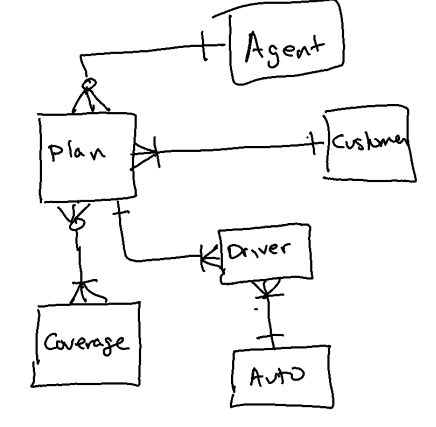 Agent
Plan
Customer
Driver
Coverage
Auto